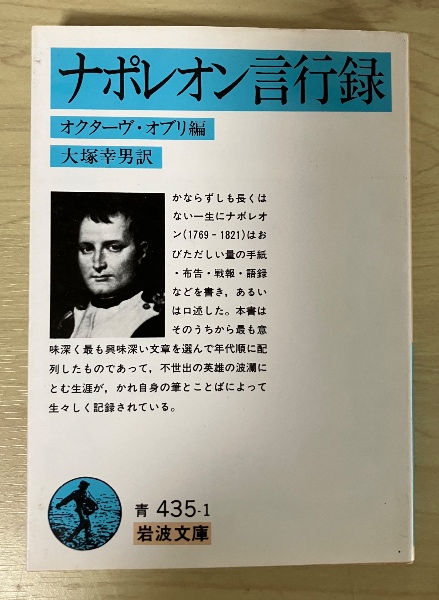 ナポレオン言行録
オクターヴ・オブリ編
大塚幸男訳
かならずしも長くは
ない一生にナポレオ
ン(1769-1821)はお
びただしい量の手紙
・布告・戦報・語録
などを書き，あるい
は口述した。本書は
そのうちから最も意
味深く最も興味深い文章を選んで年代順に配
列したものであって，不世出の英雄の波瀾に
とむ生涯が，かれ自身の筆とことばによって
生々しく記録されている。
青 435-1
岩波文庫